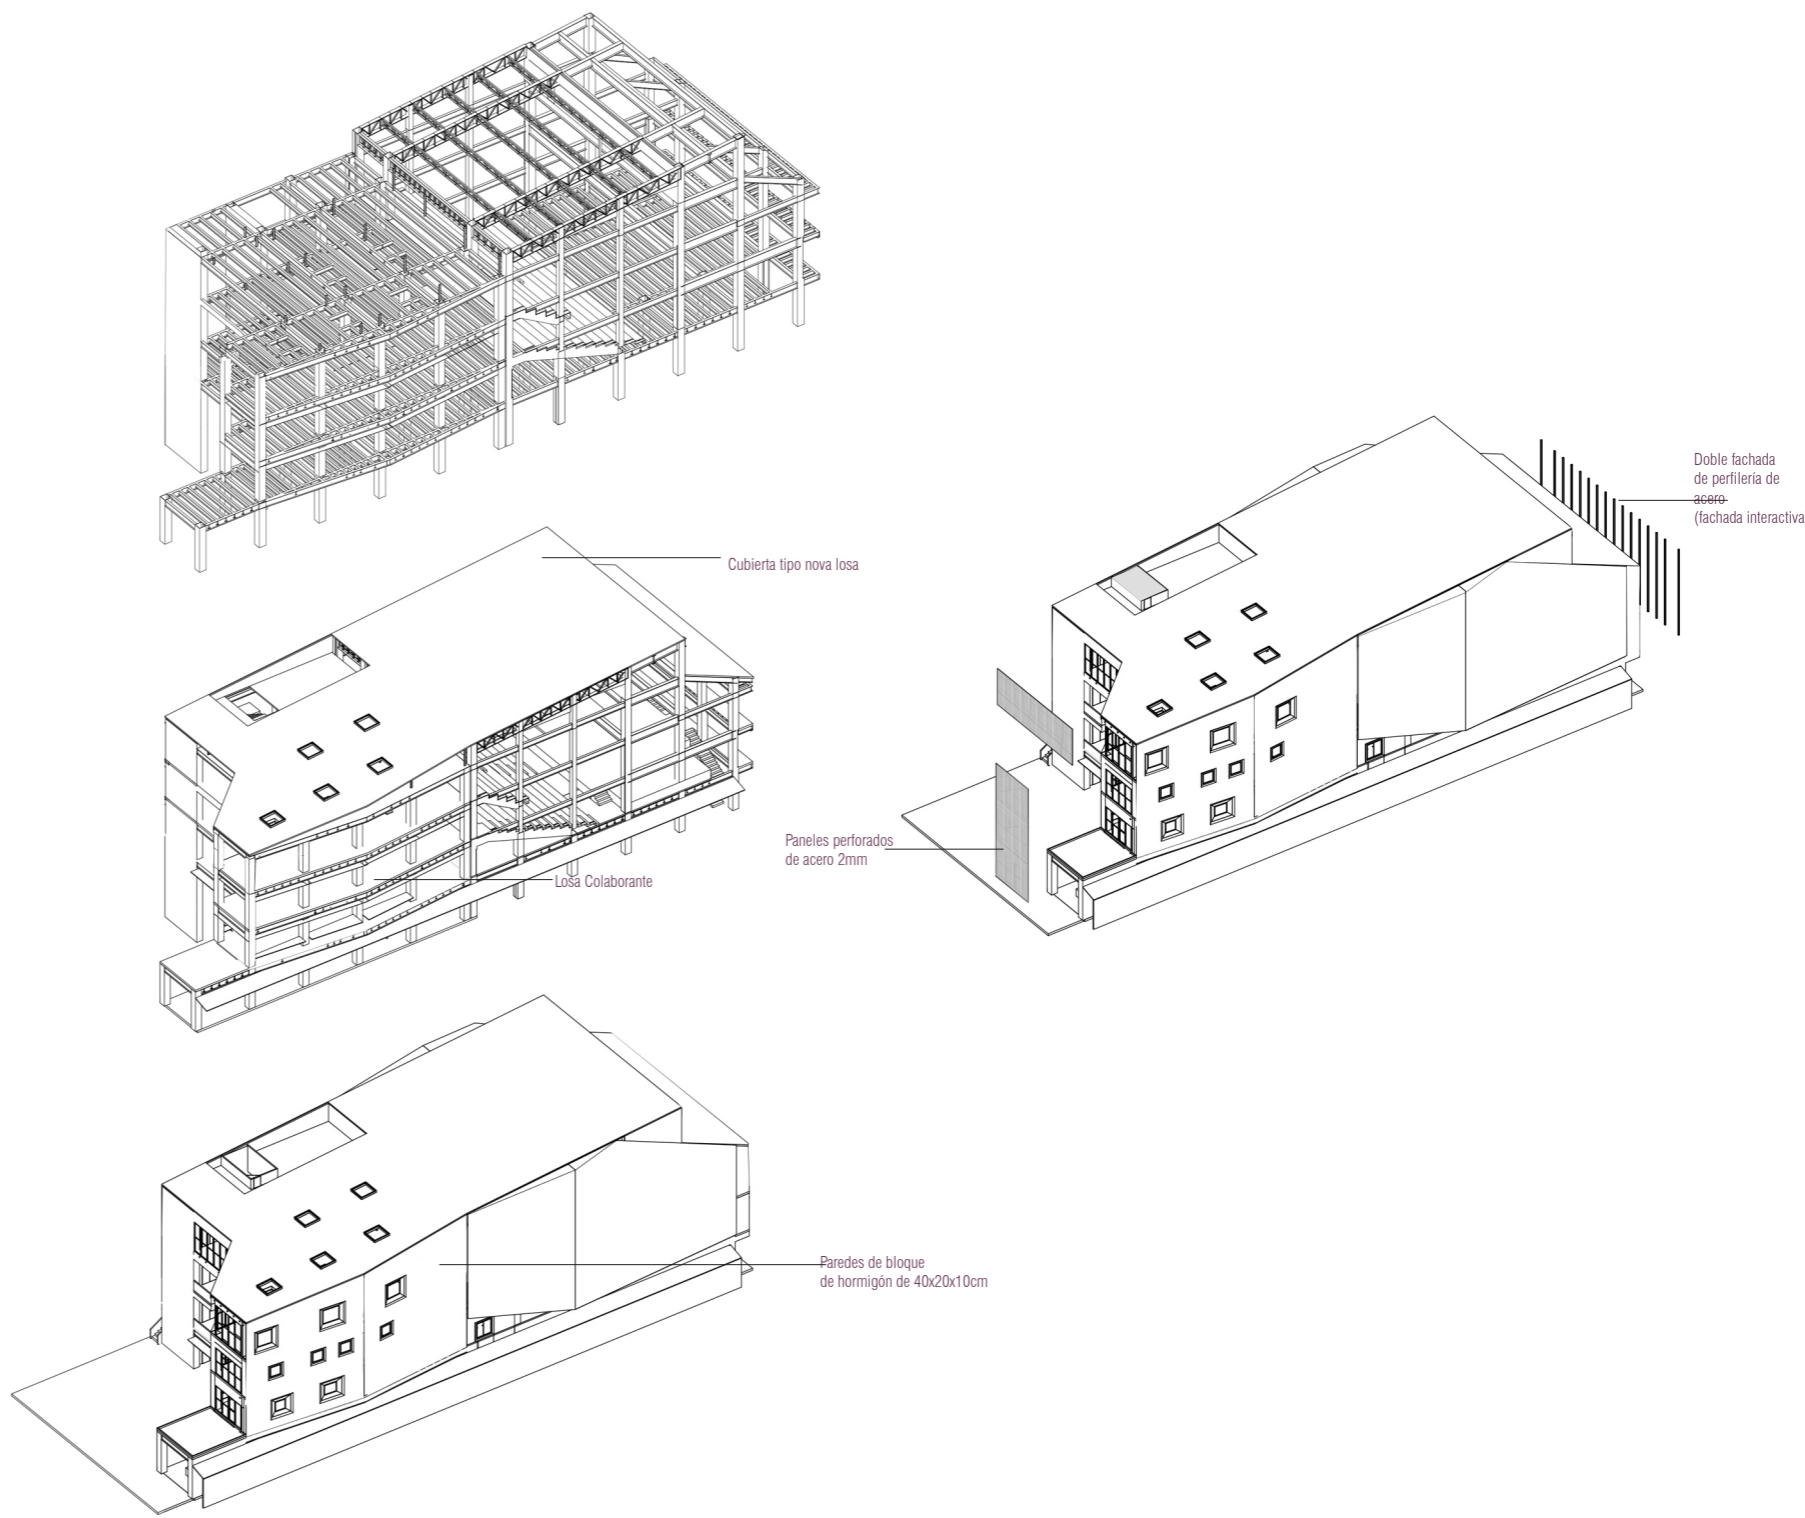 Doble fachada
de perfilería de
acero
(fachada interactiva
Cubierta tipo nova losa
Paneles perforados
de acero 2mm
Losa Colaborante
Paredes de bloque
de hormigón de 40x20x10cm